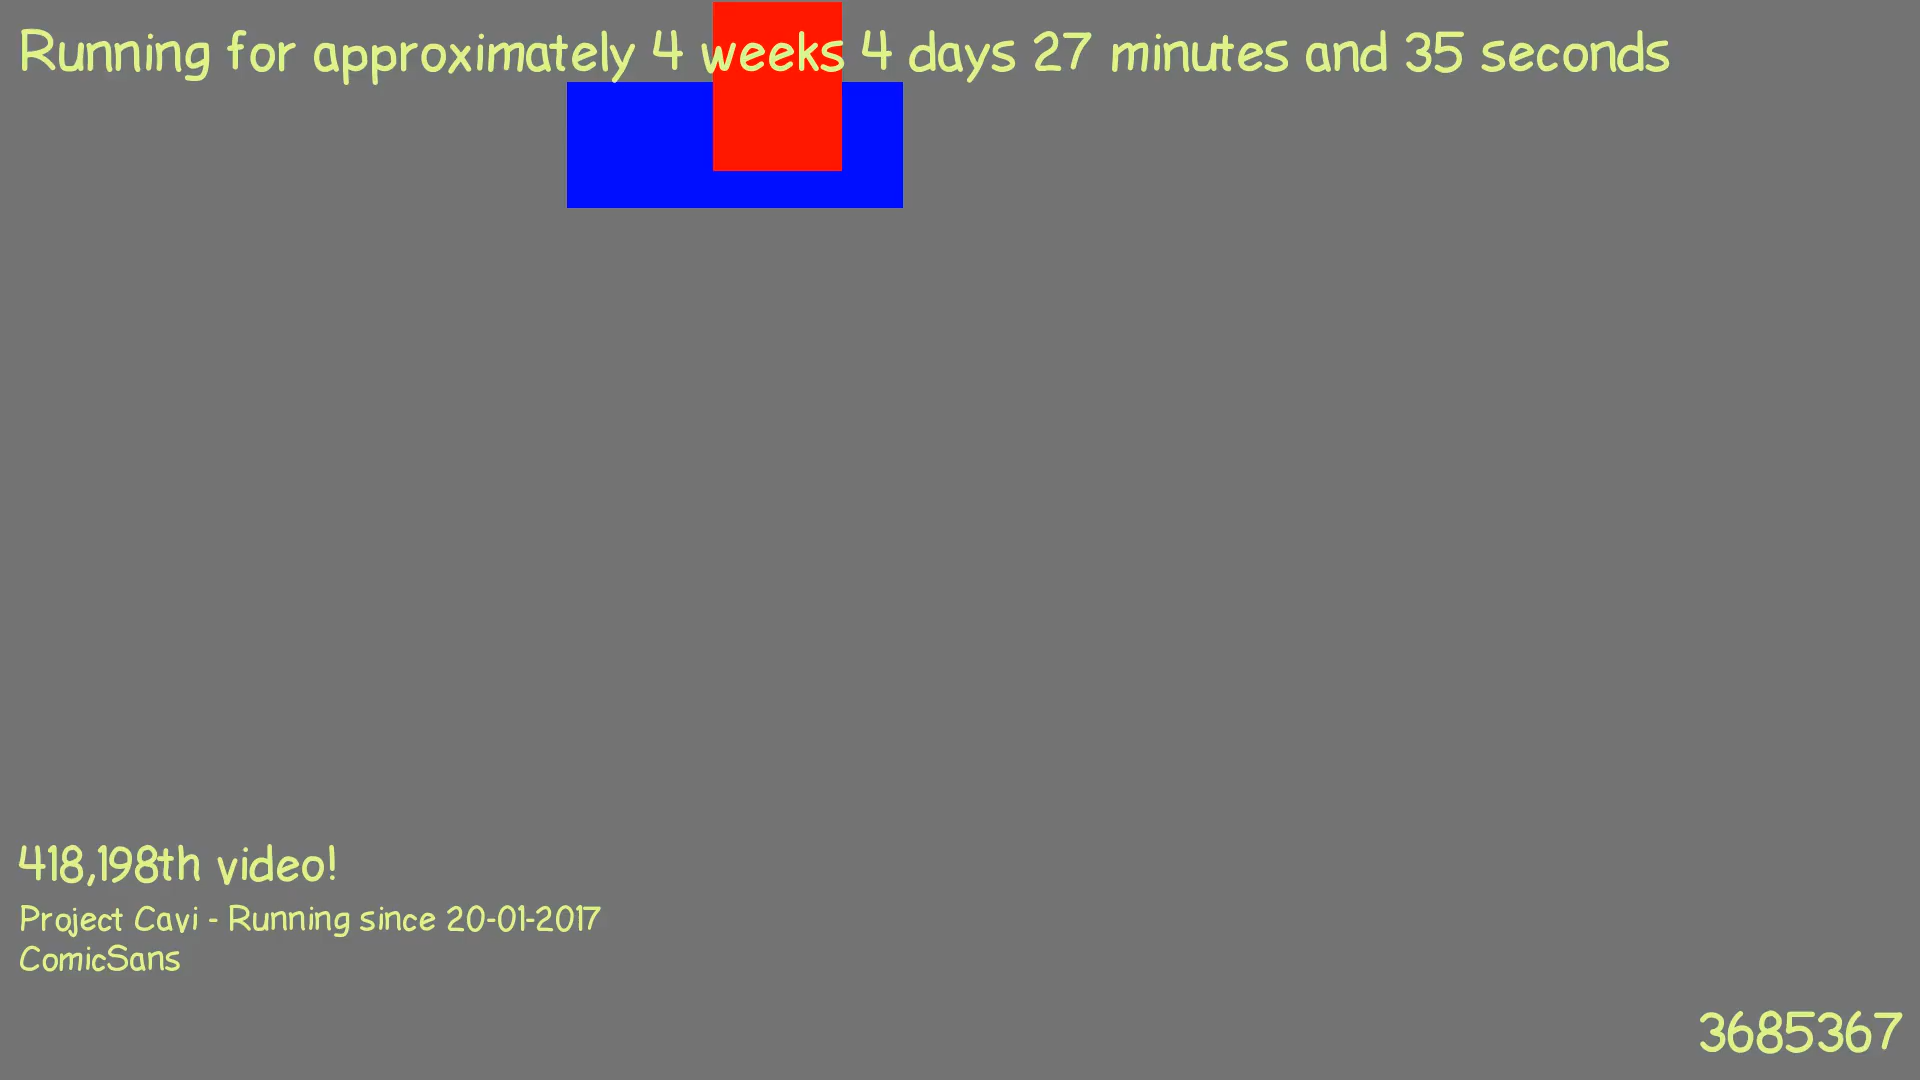 Running for approximately 4 weeks 4 days 27 minutes and 35 seconds
418,198th video!
Project Cavi - Running since 20-01-2017
ComicSans
3685367